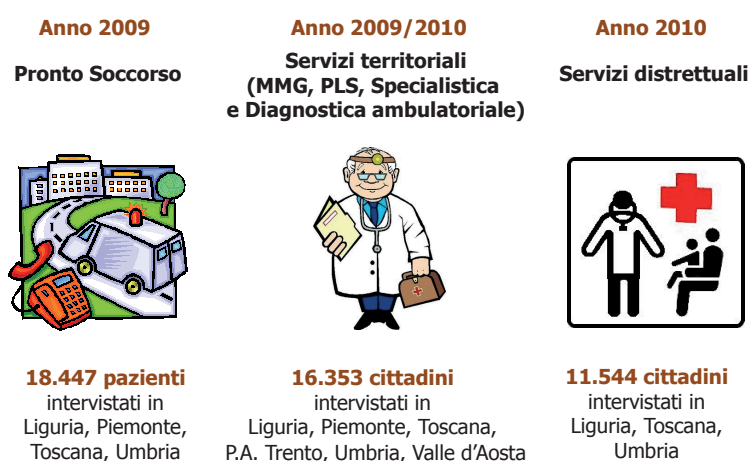 Anno 2009
Pronto Soccorso
18.447 pazienti
intervistati in
Liguria, Piemonte,
Toscana, Umbria
Anno 2009/2010
Servizi territoriali
(MMG, PLS, Specialistica
e Diagnostica ambulatoriale)
16.353 cittadini
intervistati in
Liguria, Piemonte, Toscana,
P.A. Trento, Umbria, Valle d'Aosta
Anno 2010
Servizi distrettuali
11.544 cittadini
intervistati in
Liguria, Toscana,
Umbria